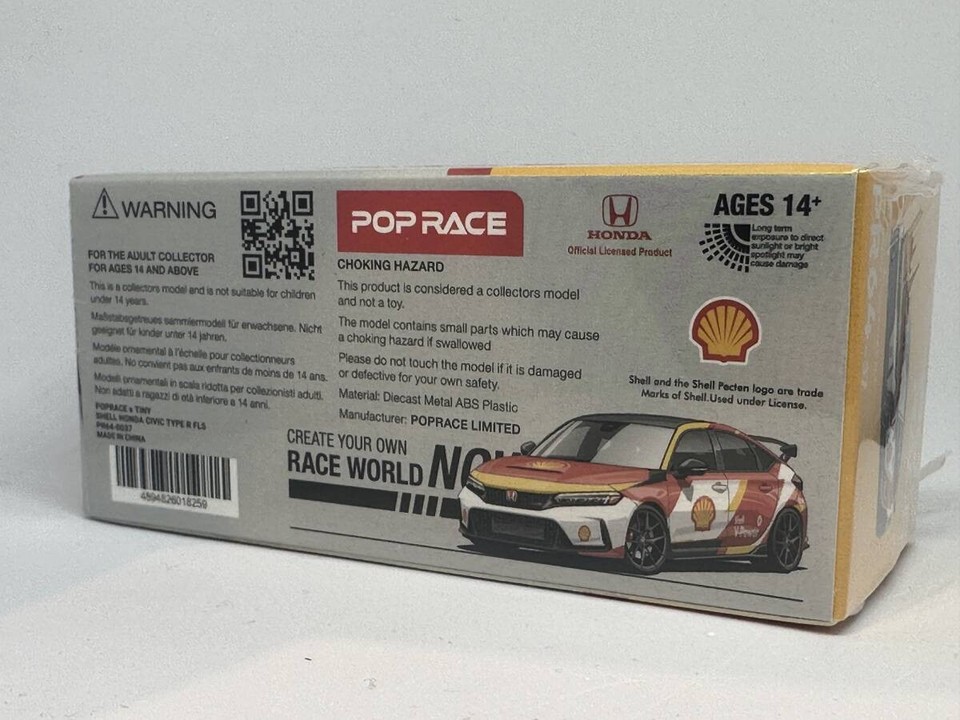 WARNING
FOR THE ADULT COLLECTOR
FOR AGES 14 AND ABOVE
This is a collectors model and is not suitable for children
under 14 years.
Maßstabsgetreues sammlermodell für erwachsene. Nicht
geeignet für kinder unter 14 jahren.
Modèle ornamental à l'échelle pour collectionneurs
adultes. No convient pas aux enfants de moins de 14 ans.
Modelli ornamentali in scala ridotta per collezionisti adulti.
Non adatti a ragazzi di età inferiore a 14 anni.
POPRACE x TINY
SHELL HONDA CIVIC TYPE R FL5
MADE IN CHINA
4894826018259
POP RACE
CHOKING HAZARD
This product is considered a collectors model
and not a toy.
The model contains small parts which may cause
a choking hazard if swallowed
Please do not touch the model if it is damaged
or defective for your own safety.
Material: Diecast Metal ABS Plastic
Manufacturer: POPRACE LIMITED
CREATE YOUR OWN
RACE WORLD NOW
HONDA
Official Licensed Product
AGES 14+
Long term
exposure to direct
sunlight or bright
spotlight may
cause damage
Shell and the Shell Pecten logo are trade
Marks of Shell.Used under License.
Shell
V-Power